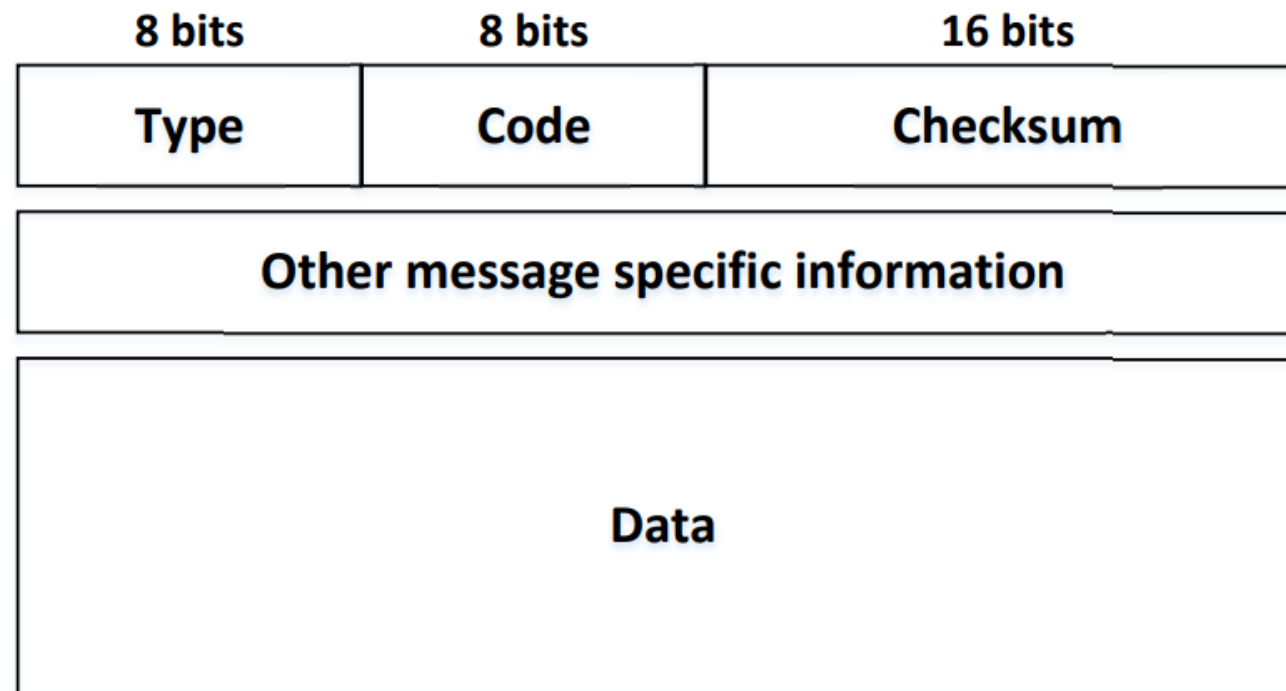 8 bits 8 bits 16 bits
Type Code Checksum
Other message specific information
Data